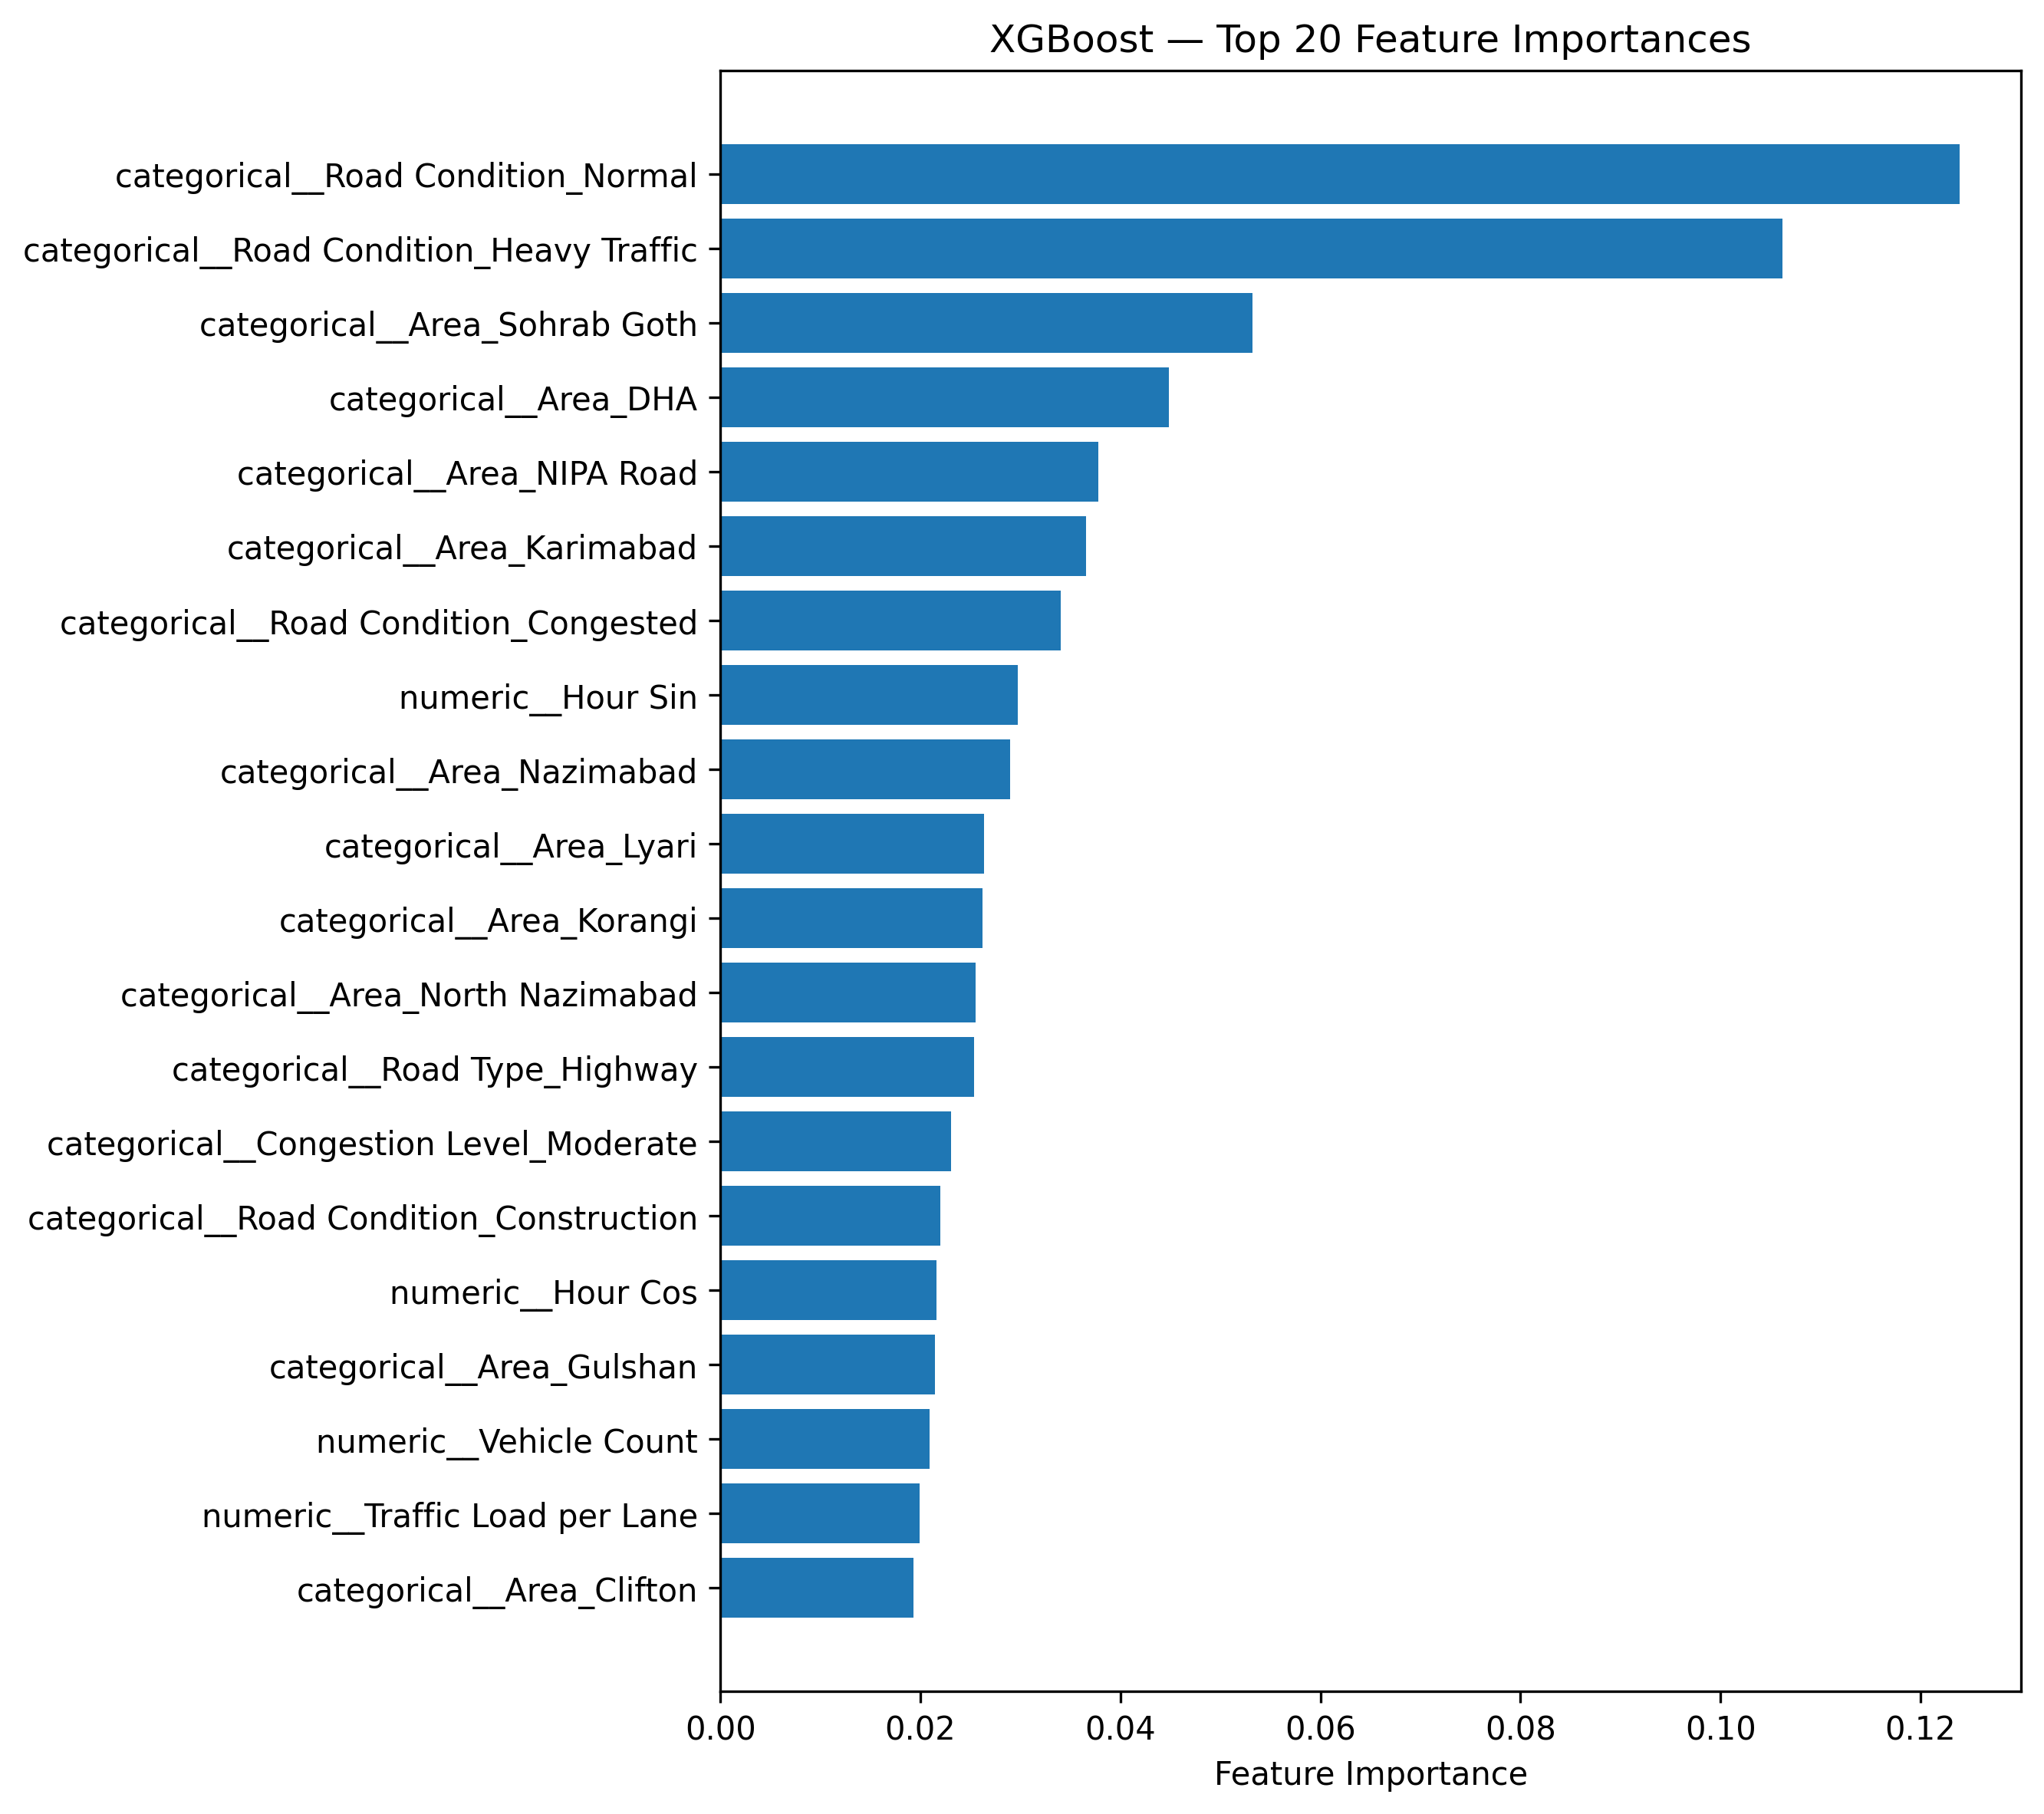 XGBoost — Top 20 Feature Importances
categorical__Road Condition_Normal
categorical__Road Condition_Heavy Traffic
categorical__Area_Sohrab Goth
categorical__Area_DHA
categorical__Area_NIPA Road
categorical__Area_Karimabad
categorical__Road Condition_Congested
numeric__Hour Sin
categorical__Area_Nazimabad
categorical__Area_Lyari
categorical__Area_Korangi
categorical__Area_North Nazimabad
categorical__Road Type_Highway
categorical__Congestion Level_Moderate
categorical__Road Condition_Construction
numeric__Hour Cos
categorical__Area_Gulshan
numeric__Vehicle Count
numeric__Traffic Load per Lane
categorical__Area_Clifton
0.00 0.02 0.04 0.06 0.08 0.10 0.12
Feature Importance